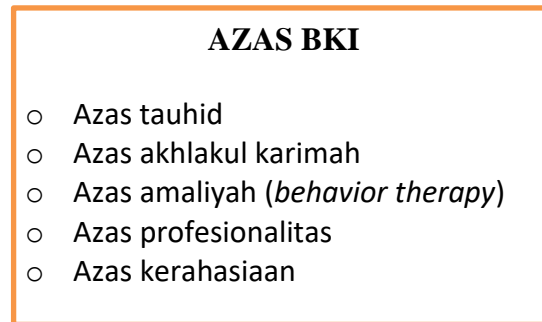 AZAS BKI
○ Azas tauhid
○ Azas akhlakul karimah
○ Azas amaliyah (behavior therapy)
○ Azas profesionalitas
○ Azas kerahasiaan